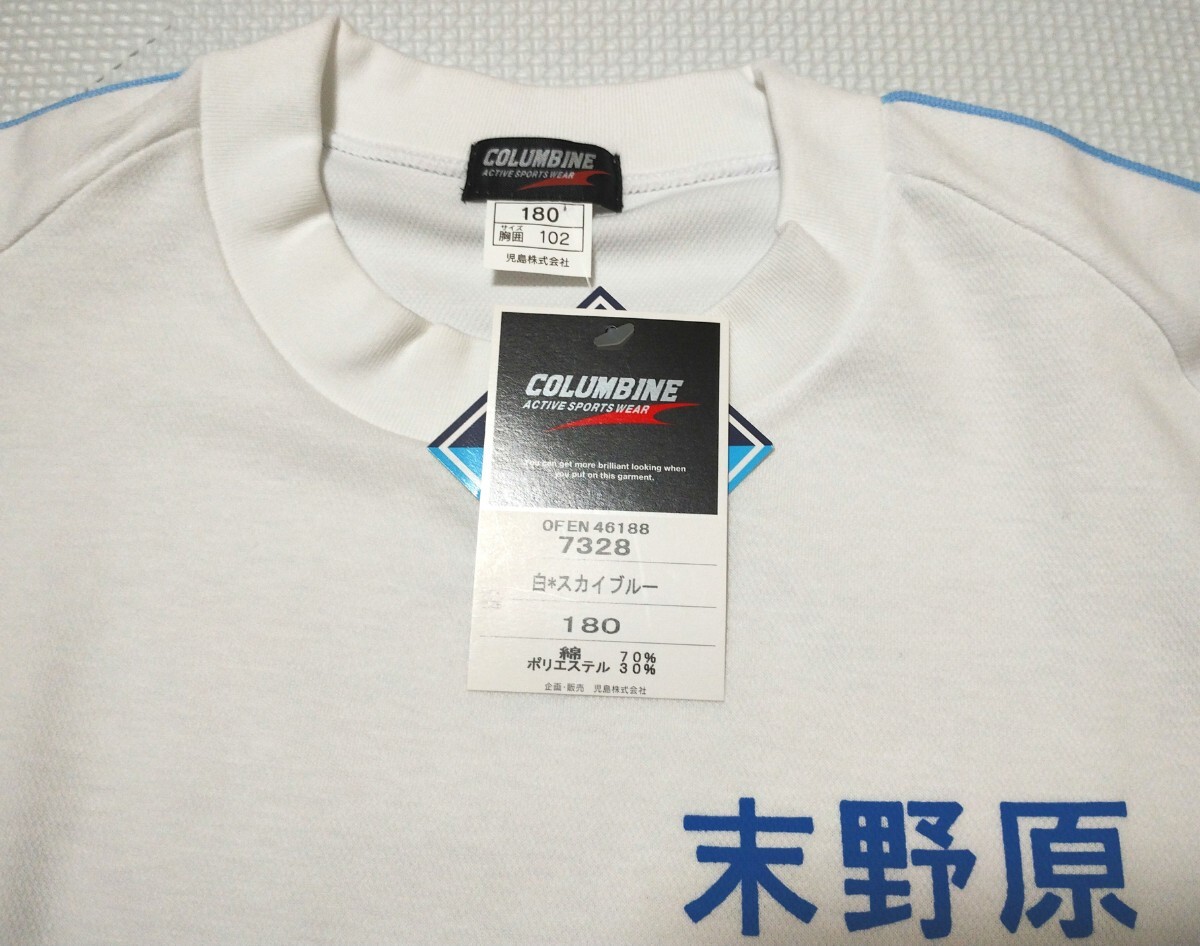 COLUMBINE
ACTIVE SPORTS WEAR
180
サイズ
胸囲 102
児島株式会社
COLUMBINE
ACTIVE SPORTS WEAR
You can get more brilliant looking when
you put on this garment.
OFEN 46188
7328
白*スカイブルー
180
綿 70%
ポリエステル 30%
企画・販売 児島株式会社
末野原